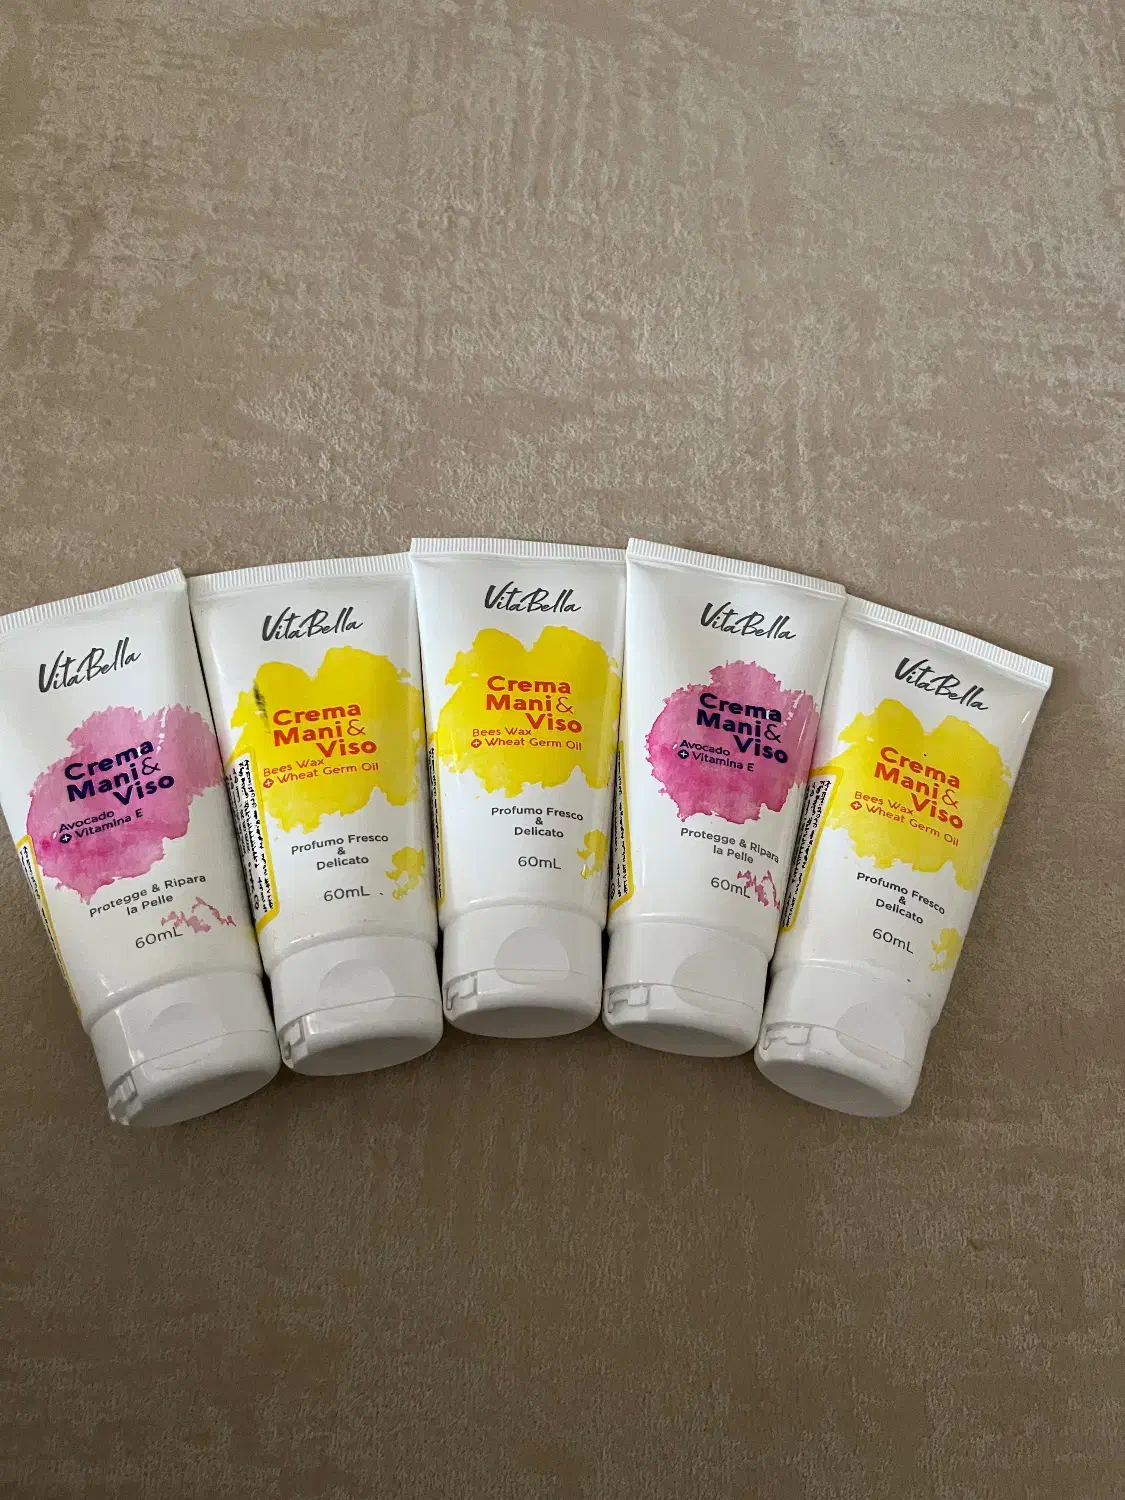 VitaBella
Crema
Mani &
Viso
Avocado
+ Vitamina E
Protegge & Ripara
la Pelle
60mL
VitaBella
Crema
Mani &
Viso
Bees Wax
+ Wheat Germ Oil
Profumo Fresco
&
Delicato
60mL
VitaBella
Crema
Mani &
Viso
Bees Wax
+ Wheat Germ Oil
Profumo Fresco
&
Delicato
60mL
VitaBella
Crema
Mani &
Viso
Avocado
+ Vitamina E
Protegge & Ripara
la Pelle
60mL
VitaBella
Crema
Mani &
Viso
Bees Wax
+ Wheat Germ Oil
Profumo Fresco
&
Delicato
60mL